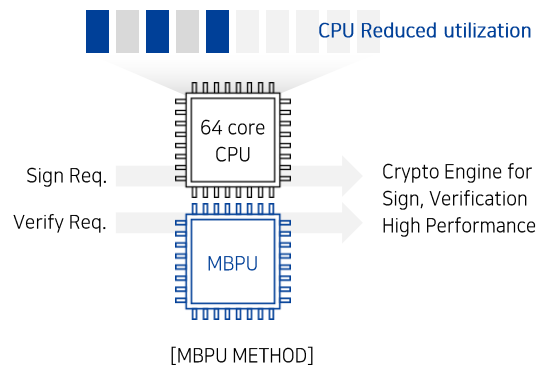 CPU Reduced utilization
64 core
CPU
Sign Req.
Verify Req.
Crypto Engine for
Sign, Verification
High Performance
MBPU
[MBPU METHOD]